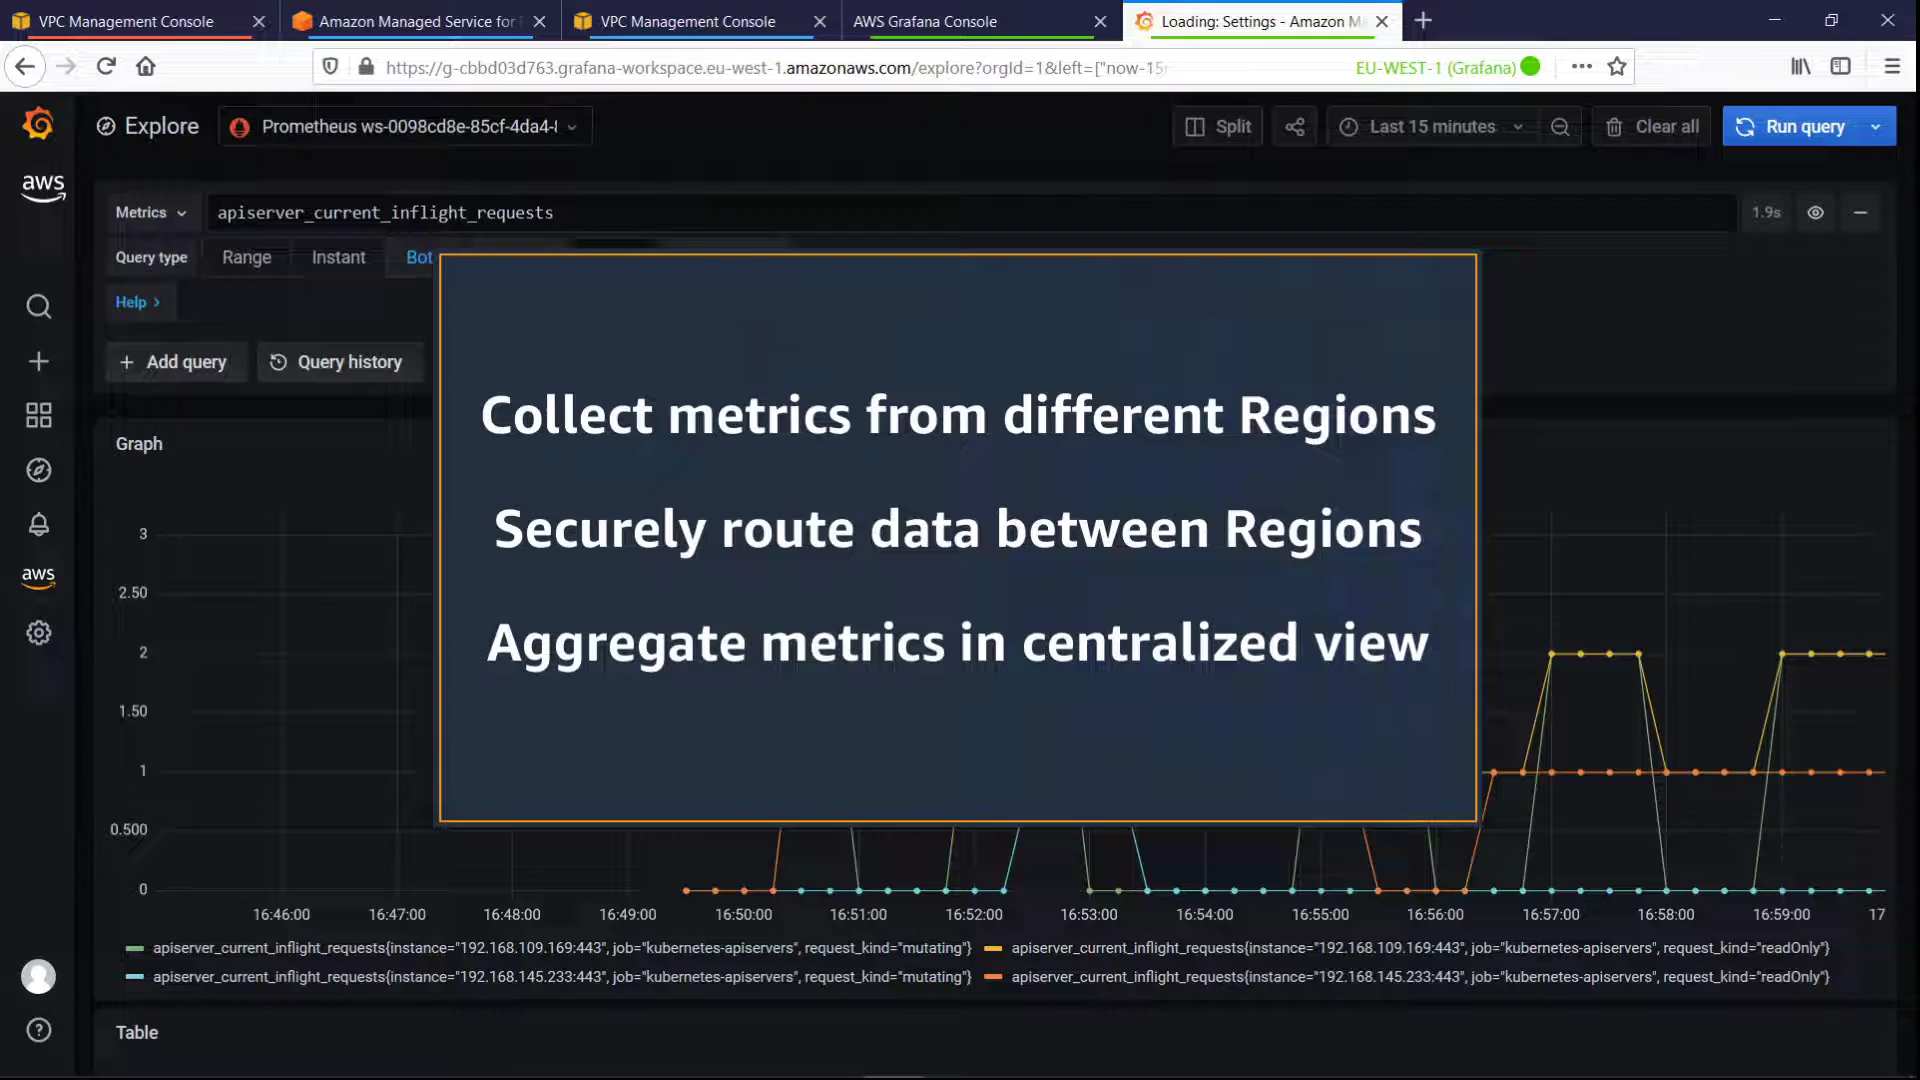 VPC Management Console
Amazon Managed Service for
VPC Management Console
AWS Grafana Console
Loading: Settings - Amazon M
https://g-cbbd03d763.grafana-workspace.eu-west-1.amazonaws.com/explore?orgId=1&left=["now-15
EU-WEST-1 (Grafana)
Explore
Prometheus ws-0098cd8e-85cf-4da4-
Split
Last 15 minutes
Clear all
Run query
aws
Metrics
apiserver_current_inflight_requests
1.9s
Query type
Range
Instant
Bot
Help
Add query
Query history
Collect metrics from different Regions
Securely route data between Regions
Aggregate metrics in centralized view
Graph
3
2.50
2
1.50
1
0.500
0
16:46:00 16:47:00 16:48:00 16:49:00 16:50:00 16:51:00 16:52:00 16:53:00 16:54:00 16:55:00 16:56:00 16:57:00 16:58:00 16:59:00 17
aws
apiserver_current_inflight_requests{instance="192.168.109.169:443", job="kubernetes-apiservers", request_kind="mutating"}
apiserver_current_inflight_requests{instance="192.168.109.169:443", job="kubernetes-apiservers", request_kind="readOnly"}
apiserver_current_inflight_requests{instance="192.168.145.233:443", job="kubernetes-apiservers", request_kind="mutating"}
apiserver_current_inflight_requests{instance="192.168.145.233:443", job="kubernetes-apiservers", request_kind="readOnly"}
Table